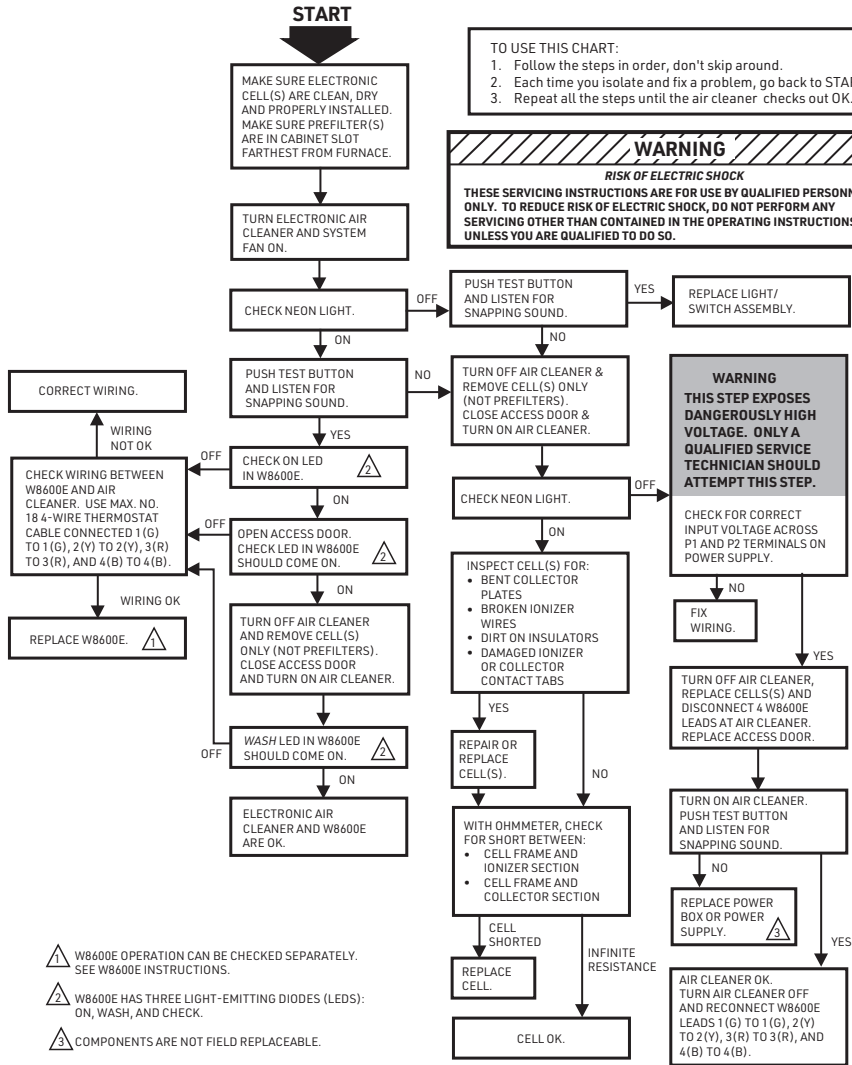 START
MAKE SURE ELECTRONIC
CELL(S) ARE CLEAN, DRY
AND PROPERLY INSTALLED.
MAKE SURE PREFILTER(S)
ARE IN CABINET SLOT
FARTHEST FROM FURNACE.
TO USE THIS CHART:
1. Follow the steps in order, don't skip around.
2. Each time you isolate and fix a problem, go back to
3. Repeat all the steps until the air cleaner checks out OK.
WARNING
RISK OF ELECTRIC SHOCK
THESE SERVICING INSTRUCTIONS ARE FOR USE BY QUALIFIED
ONLY. TO REDUCE RISK OF ELECTRIC SHOCK, DO NOT PERFORM ANY
SERVICING OTHER THAN CONTAINED IN THE OPERATING INSTRUCTIONS
UNLESS YOU ARE QUALIFIED TO DO SO.
TURN ELECTRONIC AIR
CLEANER AND SYSTEM
FAN ON.
CHECK NEON LIGHT.
OFF
PUSH TEST BUTTON
AND LISTEN FOR
SNAPPING SOUND.
YES
REPLACE LIGHT/
SWITCH ASSEMBLY.
ON
NO
PUSH TEST BUTTON
AND LISTEN FOR
SNAPPING SOUND.
NO
TURN OFF AIR CLEANER &
REMOVE CELL(S) ONLY
(NOT PREFILTERS).
CLOSE ACCESS DOOR &
TURN ON AIR CLEANER.
WARNING
THIS STEP EXPOSES
DANGEROUSLY HIGH
VOLTAGE. ONLY A
QUALIFIED SERVICE
TECHNICIAN SHOULD
ATTEMPT THIS STEP.
CHECK FOR CORRECT
INPUT VOLTAGE ACROSS
P1 AND P2 TERMINALS ON
POWER SUPPLY.
CORRECT WIRING.
WIRING
NOT OK
YES
OFF
CHECK ON LED
IN W8600E.
2
CHECK WIRING BETWEEN
W8600E AND AIR
CLEANER. USE MAX. NO.
18 4-WIRE THERMOSTAT
CABLE CONNECTED 1(G)
TO 1(G), 2(Y) TO 2(Y), 3(R)
TO 3(R), AND 4(B) TO 4(B).
ON
OFF
OPEN ACCESS DOOR.
CHECK LED IN W8600E
SHOULD COME ON.
2
CHECK NEON LIGHT.
OFF
ON
ON
WIRING OK
REPLACE W8600E.
1
TURN OFF AIR CLEANER
AND REMOVE CELL(S
ONLY (NOT PREFILTERS).
CLOSE ACCESS DOOR
AND TURN ON AIR CLEANER.
INSPECT CELL(S) FOR:
• BENT COLLECTOR
PLATES
• BROKEN IONIZER
WIRES
• DIRT ON INSULATORS
• DAMAGED IONIZER
OR COLLECTOR
CONTACT TABS
NO
FIX
WIRING.
YES
TURN OFF AIR CLEANER,
REPLACE CELLS(S) AND
DISCONNECT 4 W8600E
LEADS AT AIR CLEANER.
REPLACE ACCESS DOOR.
OFF
WASH LED IN W8600E
SHOULD COME ON.
2
ON
ELECTRONIC AIR
CLEANER AND W8600E
ARE OK.
YES
REPAIR OR
REPLACE
CELL(S).
NO
WITH OHMMETER, CHECK
FOR SHORT BETWEEN:
• CELL FRAME AND
IONIZER SECTION
• CELL FRAME AND
COLLECTOR SECTION
TURN ON AIR CLEANER.
PUSH TEST BUTTON
AND LISTEN FOR
SNAPPING SOUND.
NO
REPLACE POWER
BOX OR POWER
SUPPLY.
3
YES
CELL
SHORTED
INFINITE
RESISTANCE
REPLACE
CELL.
CELL OK.
AIR CLEANER OK.
TURN AIR CLEANER OFF
AND RECONNECT W8600E
LEADS 1(G) TO 1(G), 2(Y)
TO 2(Y), 3(R) TO 3(R), AND
4(B) TO 4(B).
1 W8600E OPERATION CAN BE CHECKED SEPARATELY.
SEE W8600E INSTRUCTIONS.
2 W8600E HAS THREE LIGHT-EMITTING DIODES (LEDS):
ON, WASH, AND CHECK.
3 COMPONENTS ARE NOT FIELD REPLACEABLE.